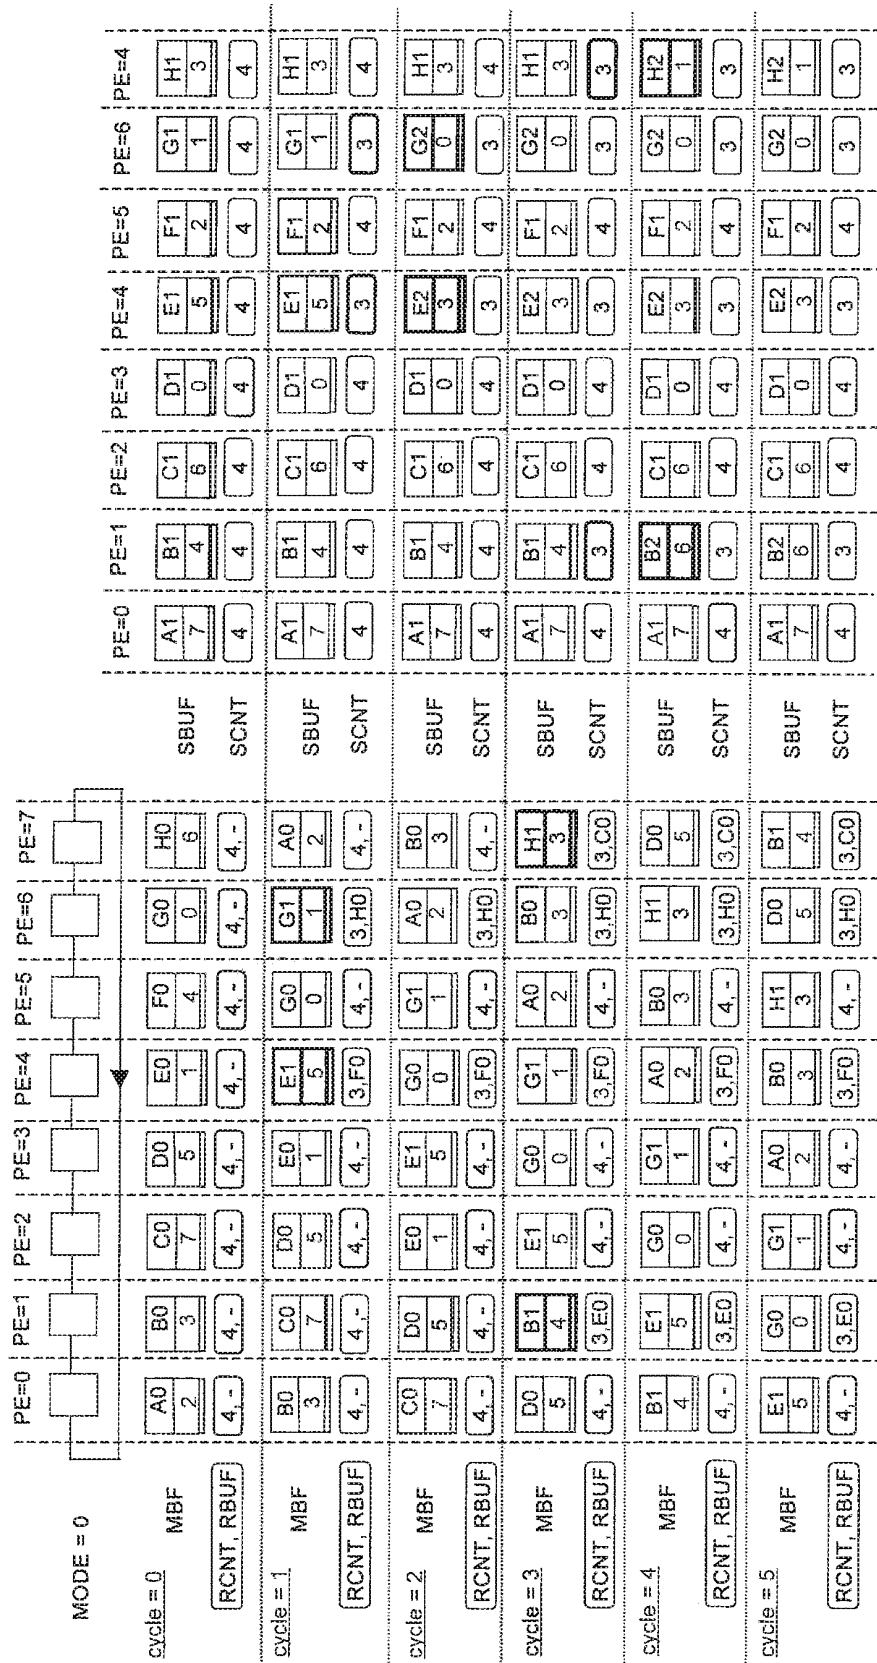 PE=0 PE=1 PE=2 PE=3 PE=4 PE=5 PE=6 PE=7 PE=0 PE=1 PE=2 PE=3 PE=4 PE=5 PE=6 PE=4
MODE = 0
cycle = 0
MBF A0 B0 C0 D0 E0 F0 G0 H0 SBUF A1 B1 C1 D1 E1 F1 G1 H1
2 3 7 5 1 4 0 6 7 4 6 0 5 2 1 3
RCNT, RBUF 4, - 4, - 4, - 4, - 4, - 4, - 4, - 4, - SCNT 4 4 4 4 4 4 4 4
cycle = 1
MBF B0 C0 D0 E0 E1 G0 G1 A0 SBUF A1 B1 C1 D1 E1 F1 G1 H1
3 7 5 1 5 0 1 2 7 4 6 0 5 2 1 3
RCNT, RBUF 4, - 4, - 4, - 4, - 3,F0 4, - 3,H0 4, - SCNT 4 4 4 4 3 4 3 4
cycle = 2
MBF C0 D0 E0 E1 G0 G1 A0 B0 SBUF A1 B1 C1 D1 E2 F1 G2 H1
7 5 1 5 0 1 2 3 7 4 6 0 3 2 0 3
RCNT, RBUF 4, - 4, - 4, - 4, - 3,F0 4, - 3,H0 4, - SCNT 4 4 4 4 3 4 3 4
cycle = 3
MBF D0 B1 E1 G0 G1 A0 B0 H1 SBUF A1 B1 C1 D1 E2 F1 G2 H1
5 4 5 0 1 2 3 3 7 4 6 0 3 2 0 3
RCNT, RBUF 4, - 3,E0 4, - 4, - 3,F0 4, - 3,H0 3,C0 SCNT 4 3 4 4 3 4 3 3
cycle = 4
MBF B1 E1 G0 G1 A0 B0 H1 D0 SBUF A1 B2 C1 D1 E2 F1 G2 H2
4 5 0 1 2 3 3 5 7 6 6 0 3 2 0 1
RCNT, RBUF 4, - 3,E0 4, - 4, - 3,F0 4, - 3,H0 3,C0 SCNT 4 3 4 4 3 4 3 3
cycle = 5
MBF E1 G0 G1 A0 B0 H1 D0 B1 SBUF A1 B2 C1 D1 E2 F1 G2 H2
5 0 1 2 3 3 5 4 7 6 6 0 3 2 0 1
RCNT, RBUF 4, - 3,E0 4, - 4, - 3,F0 4, - 3,H0 3,C0 SCNT 4 3 4 4 3 4 3 3